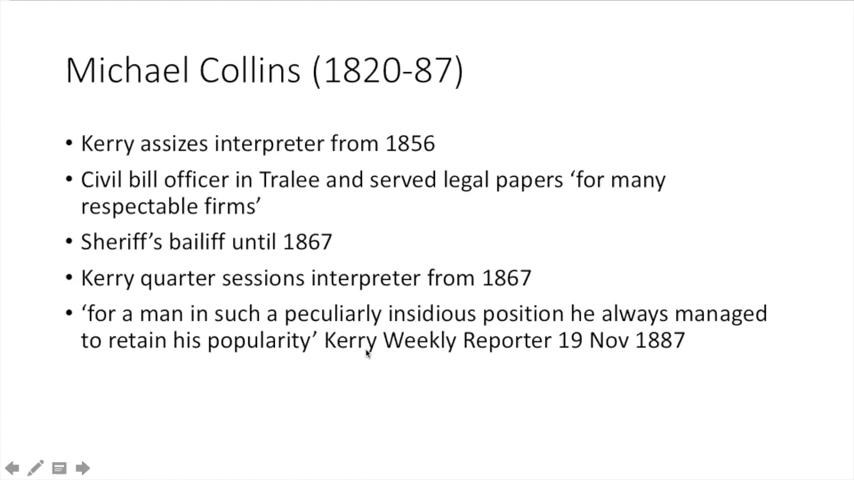 Michael Collins (1820-87)
• Kerry assizes interpreter from 1856
• Civil bill officer in Tralee and served legal papers ‘for many
respectable firms’
• Sheriff’s bailiff until 1867
• Kerry quarter sessions interpreter from 1867
• ‘for a man in such a peculiarly insidious position he always managed
to retain his popularity’ Kerry Weekly Reporter 19 Nov 1887